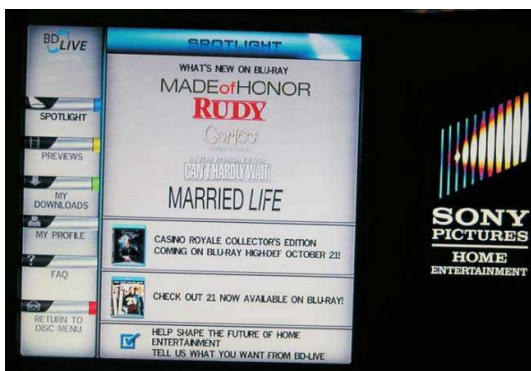 BD LIVE
SPOTLIGHT
PREVIEWS
MY
DOWNLOADS
MY PROFILE
?
FAQ
RETURN TO
DISC MENU
SPOTLIGHT
WHAT'S NEW ON BLU-RAY
MADE of HONOR
RUDY
CAN'T HARDLY WAIT
MARRIED LIFE
CASINO ROYALE COLLECTOR'S EDITION
COMING ON BLU-RAY HIGH-DEF OCTOBER 21!
CHECK OUT 21 NOW AVAILABLE ON BLU-RAY!
HELP SHAPE THE FUTURE OF HOME
ENTERTAINMENT
TELL US WHAT YOU WANT FROM BD-LIVE
SONY
PICTURES
HOME
ENTERTAINMENT